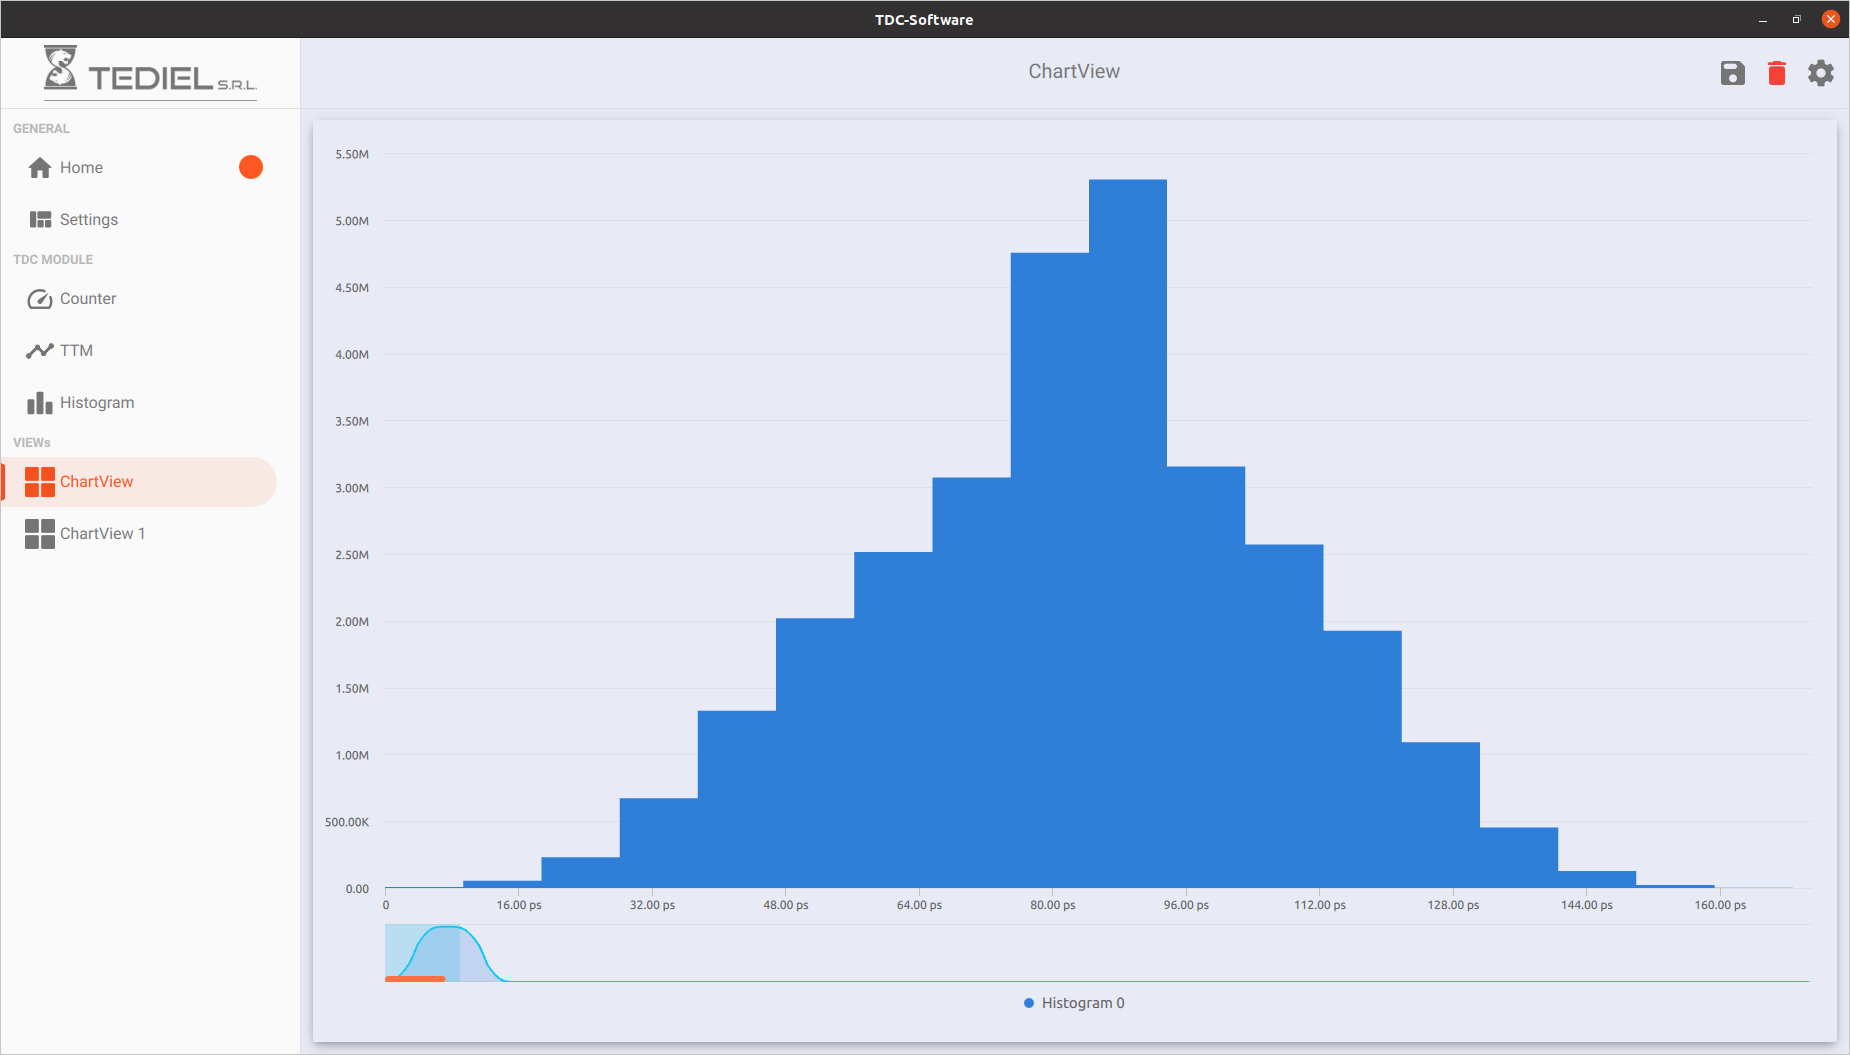 TDC-Software
TEDIEL S.R.L.
ChartView
GENERAL
Home
Settings
TDC MODULE
Counter
TTM
Histogram
VIEWs
ChartView
ChartView 1
5.50M
5.00M
4.50M
4.00M
3.50M
3.00M
2.50M
2.00M
1.50M
1.00M
500.00K
0.00
0 16.00 ps 32.00 ps 48.00 ps 64.00 ps 80.00 ps 96.00 ps 112.00 ps 128.00 ps 144.00 ps 160.00 ps
Histogram 0